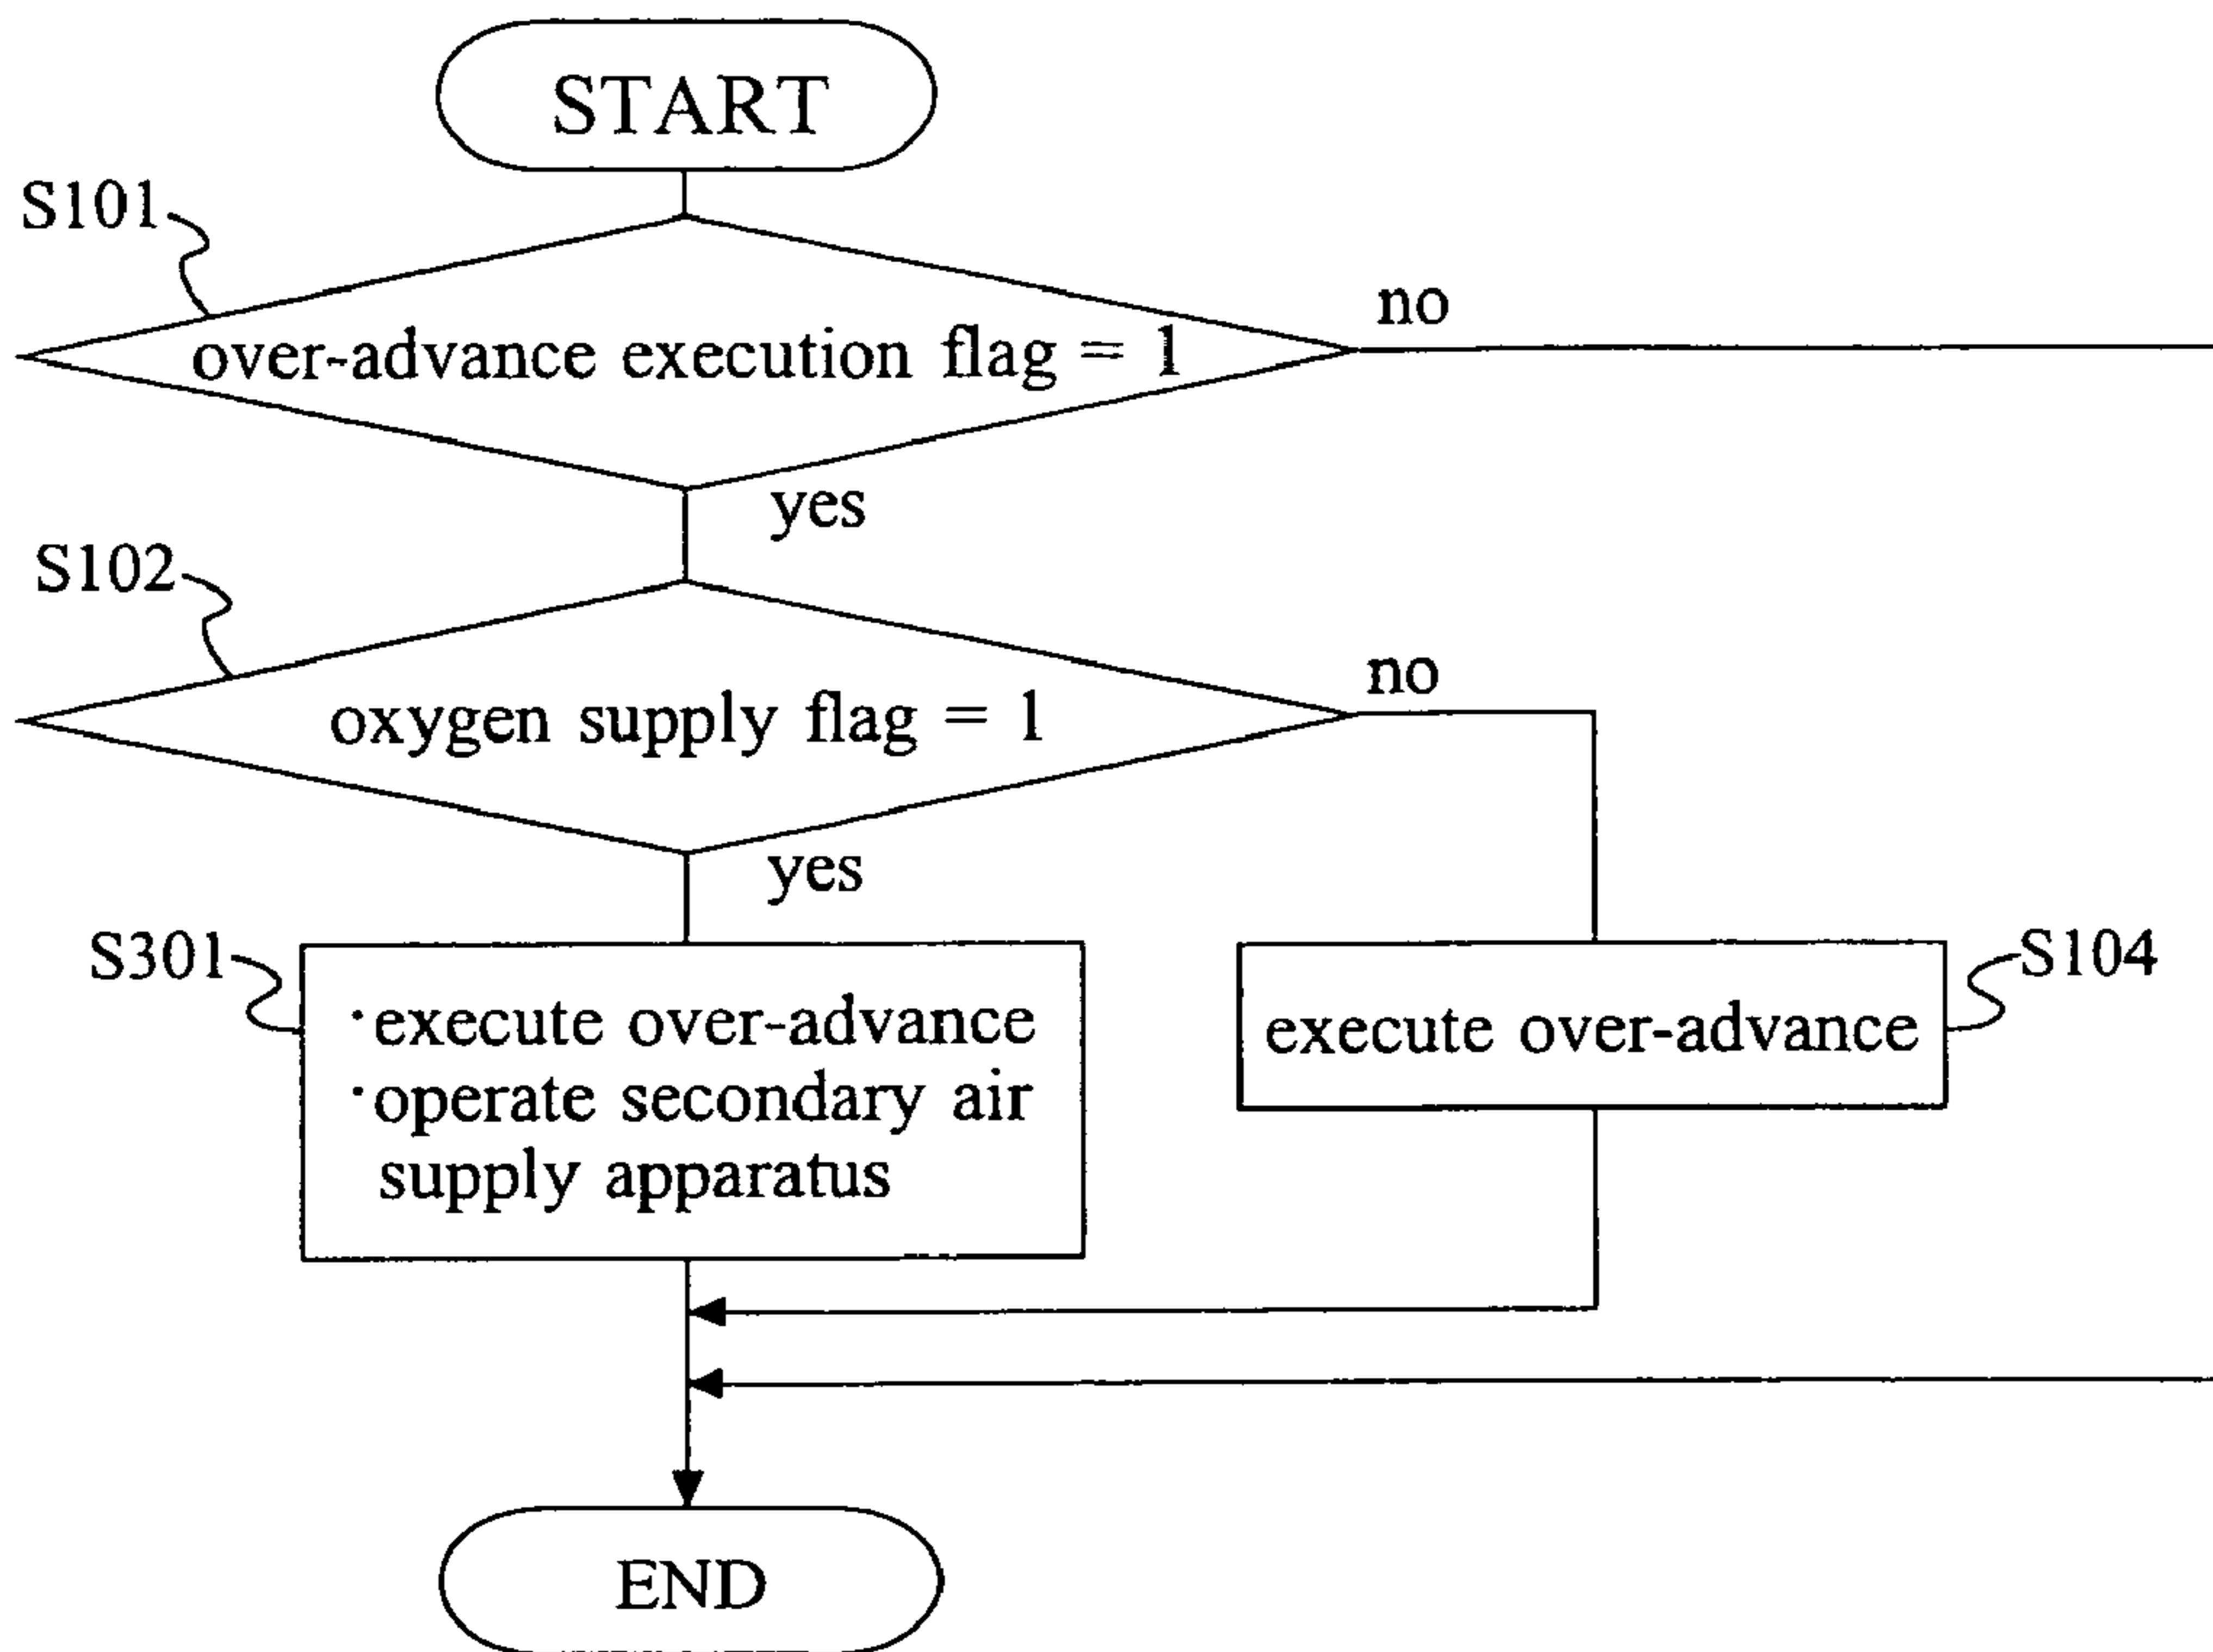 START
S101
no
over-advance execution flag = 1
yes
S102
no
oxygen supply flag = 1
yes
S301
S104
·execute over-advance
·operate secondary air
supply apparatus
execute over-advance
END